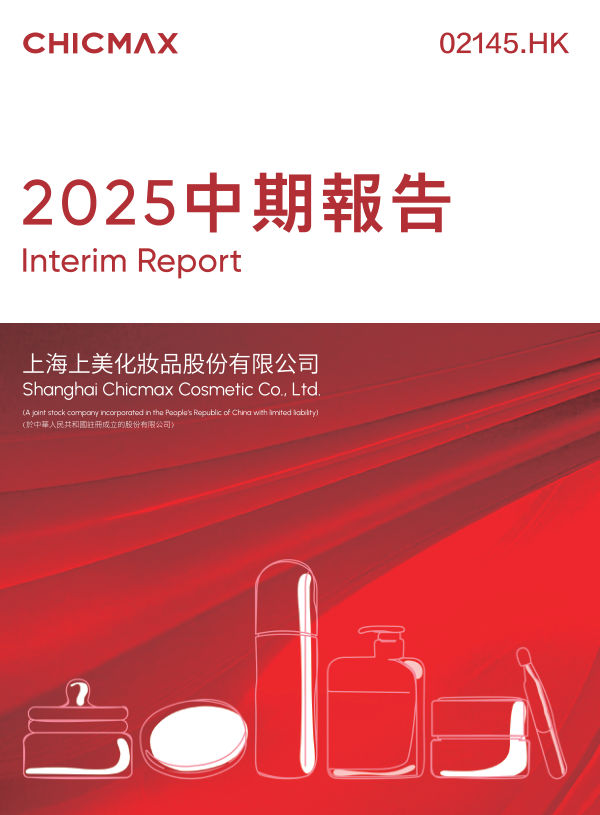 CHICMAX
02145.HK
2025中期報告
Interim Report
上海上美化妝品股份有限公司
Shanghai Chicmax Cosmetic Co., Ltd.
(A joint stock company incorporated in the People's Republic of China with limited liability)
(於中華人民共和國註冊成立的股份有限公司)